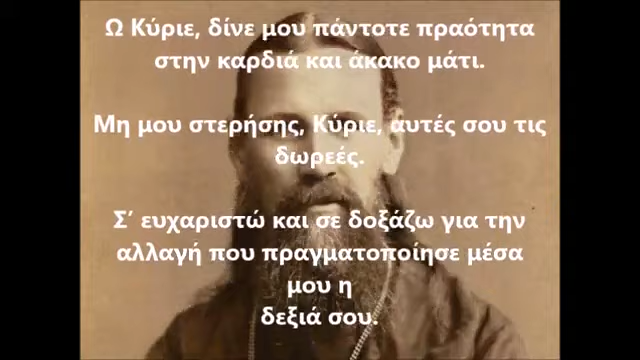 Ω Κύριε, δίνε μου πάντοτε πραότητα
στην καρδιά και άκακο μάτι.
Μη μου στερήσης, Κύριε, αυτές σου τις
δωρεές.
Σ’ ευχαριστώ και σε δοξάζω για την
αλλαγή που πραγματοποίησε μέσα
μου η
δεξιά σου.